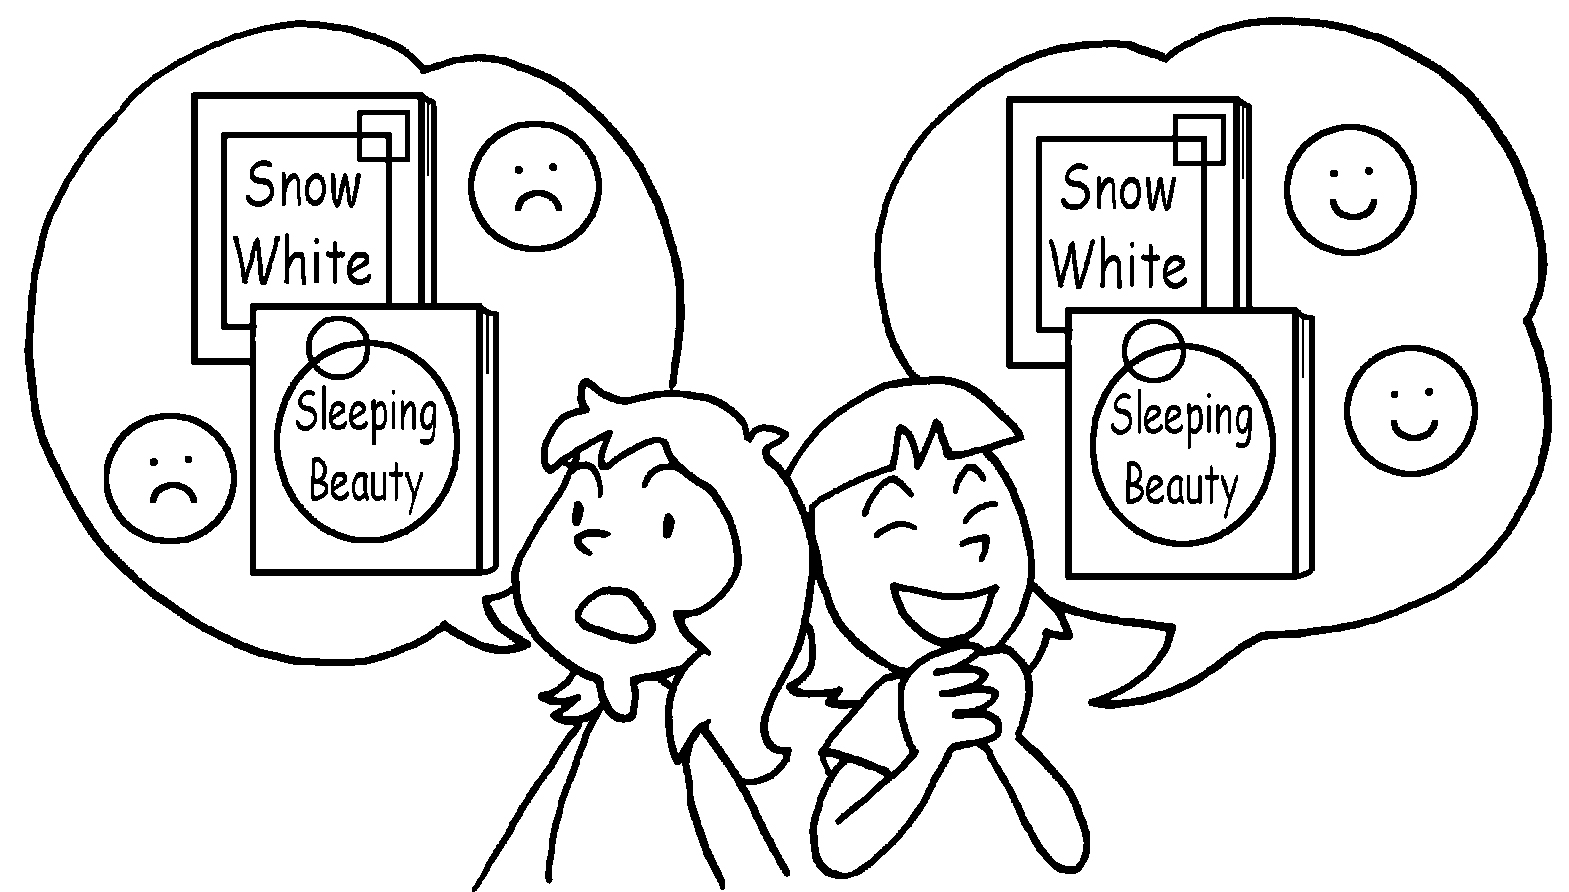 Snow
White
Sleeping
Beauty
Snow
White
Sleeping
Beauty